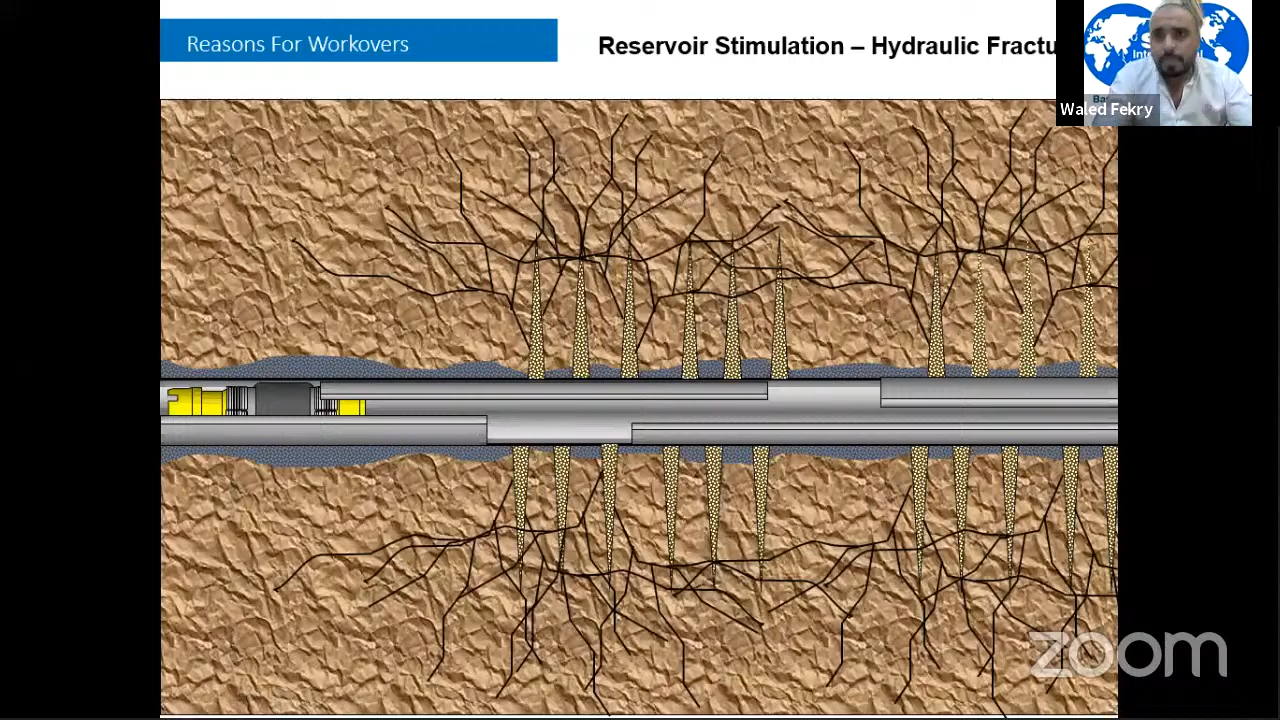 Reasons For Workovers
Reservoir Stimulation – Hydraulic Fractu
Waled Fekry
zoom